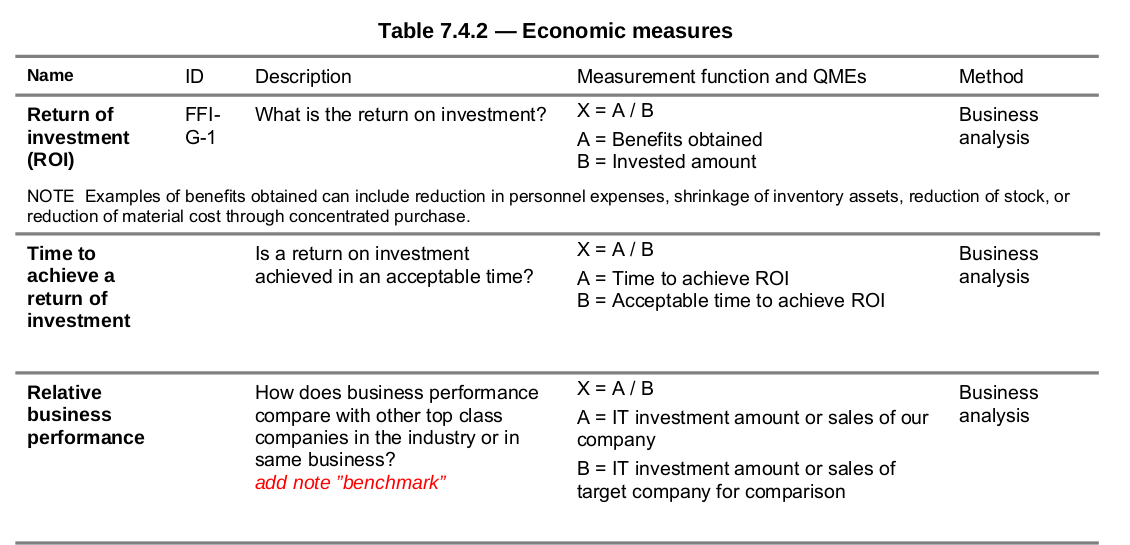 Table 7.4.2 — Economic measures
Name ID Description Measurement function and QMEs Method
Return of investment (ROI)
FFI-G-1
What is the return on investment?
X = A / B
A = Benefits obtained
B = Invested amount
Business analysis
NOTE Examples of benefits obtained can include reduction in personnel expenses, shrinkage of inventory assets, reduction of stock, or
reduction of material cost through concentrated purchase.
Time to
achieve a
return of
investment
Is a return on investment
achieved in an acceptable time?
X = A / B
A = Time to achieve ROI
B = Acceptable time to achieve ROI
Business
analysis
Relative
business
performance
How does business performance
compare with other top class
companies in the industry or in
same business?
add note ”benchmark”
X = A / B
A = IT investment amount or sales of our
company
B = IT investment amount or sales of
target company for comparison
Business
analysis